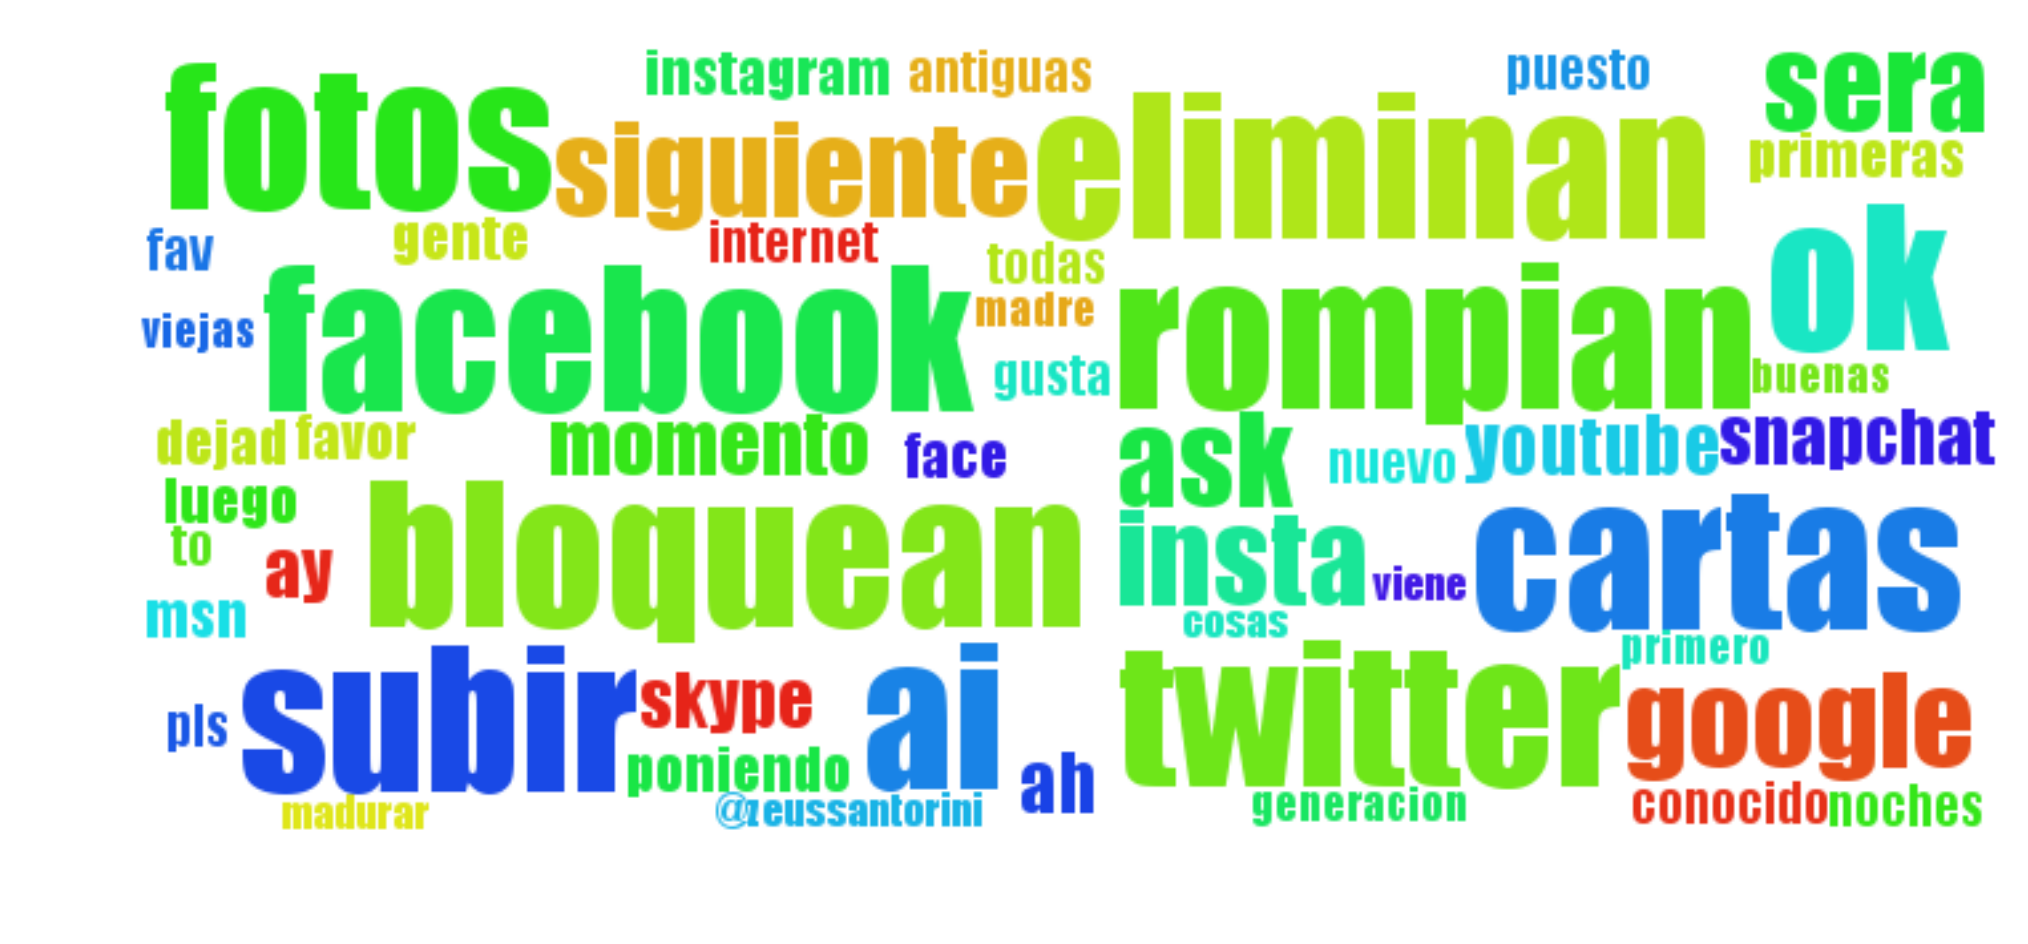 instagram antiguas puesto sera
fotos siguiente eliminan primeras
fav gente internet todas ok
viejas facebook madre rompian
gusta buenas
dejad favor momento face ask nuevo youtube snapchat
luego
to ay bloquean insta viene cartas
msn cosas
primero
pls subir skype ai twitter google
poniendo ah
madurar @zeussantorini generacion conocido noches